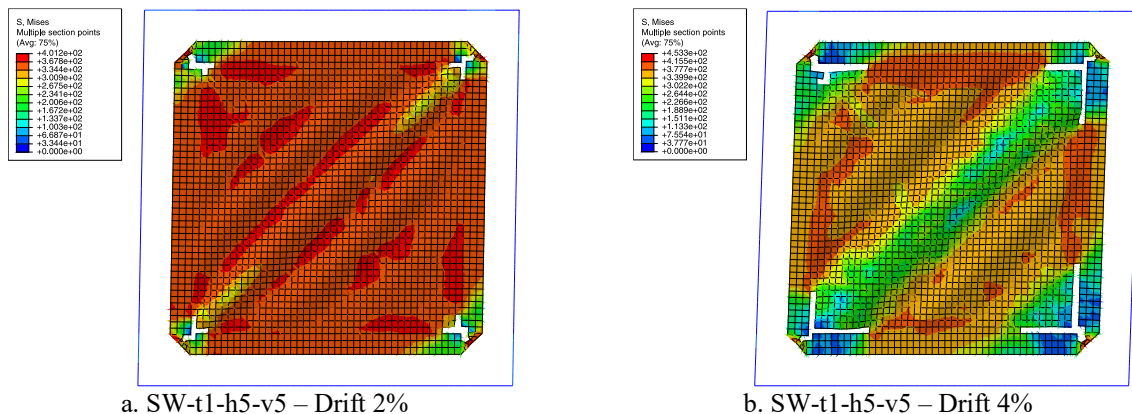 S, Mises
Multiple section points
(Avg: 75%)
+4.012e+02
+3.678e+02
+3.344e+02
+3.009e+02
+2.675e+02
+2.341e+02
+2.006e+02
+1.672e+02
+1.337e+02
+1.003e+02
+6.687e+01
+3.344e+01
+0.000e+00
S, Mises
Multiple section points
(Avg: 75%)
+4.533e+02
+4.155e+02
+3.777e+02
+3.399e+02
+3.022e+02
+2.644e+02
+2.266e+02
+1.889e+02
+1.511e+02
+1.133e+02
+7.554e+01
+3.777e+01
+0.000e+00
a. SW-t1-h5-v5 – Drift 2%
b. SW-t1-h5-v5 – Drift 4%